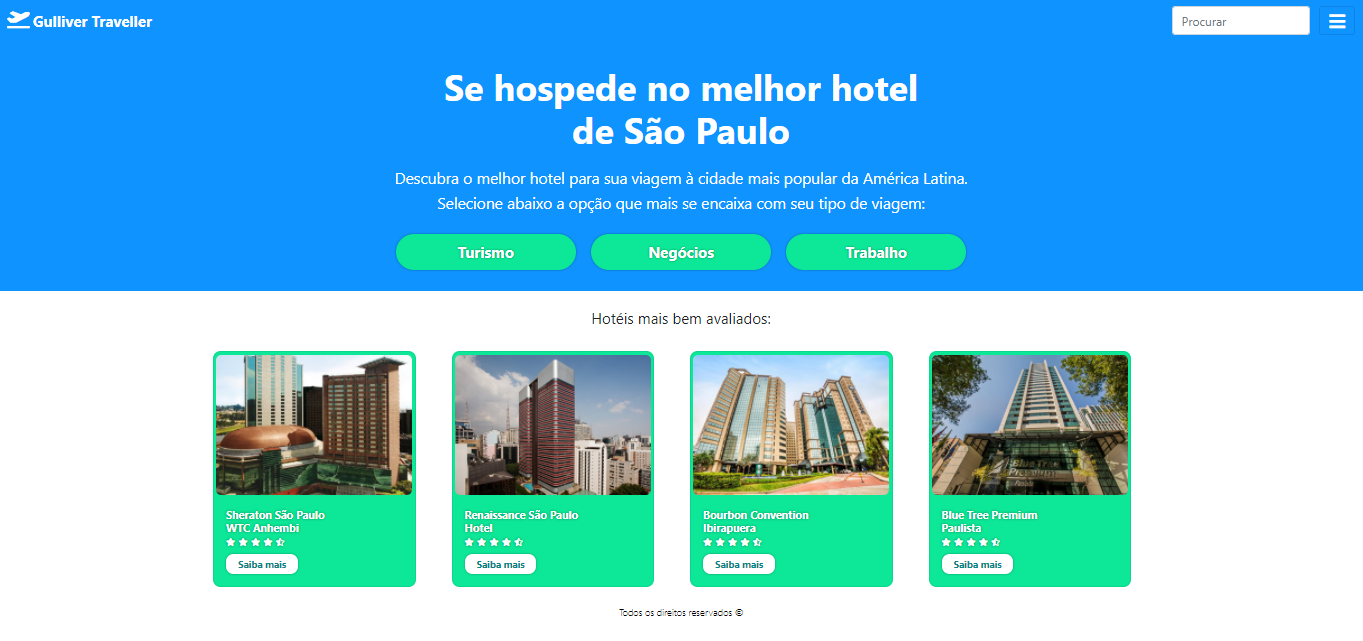 Gulliver Traveller
Procurar
Se hospede no melhor hotel
de São Paulo
Descubra o melhor hotel para sua viagem à cidade mais popular da América Latina.
Selecione abaixo a opção que mais se encaixa com seu tipo de viagem:
Turismo
Negócios
Trabalho
Hotéis mais bem avaliados:
Blue Tree
Premium
Sheraton São Paulo
WTC Anhembi
Saiba mais
Renaissance São Paulo
Hotel
Saiba mais
Bourbon Convention
Ibirapuera
Saiba mais
Blue Tree Premium
Paulista
Saiba mais
Todos os direitos reservados ©